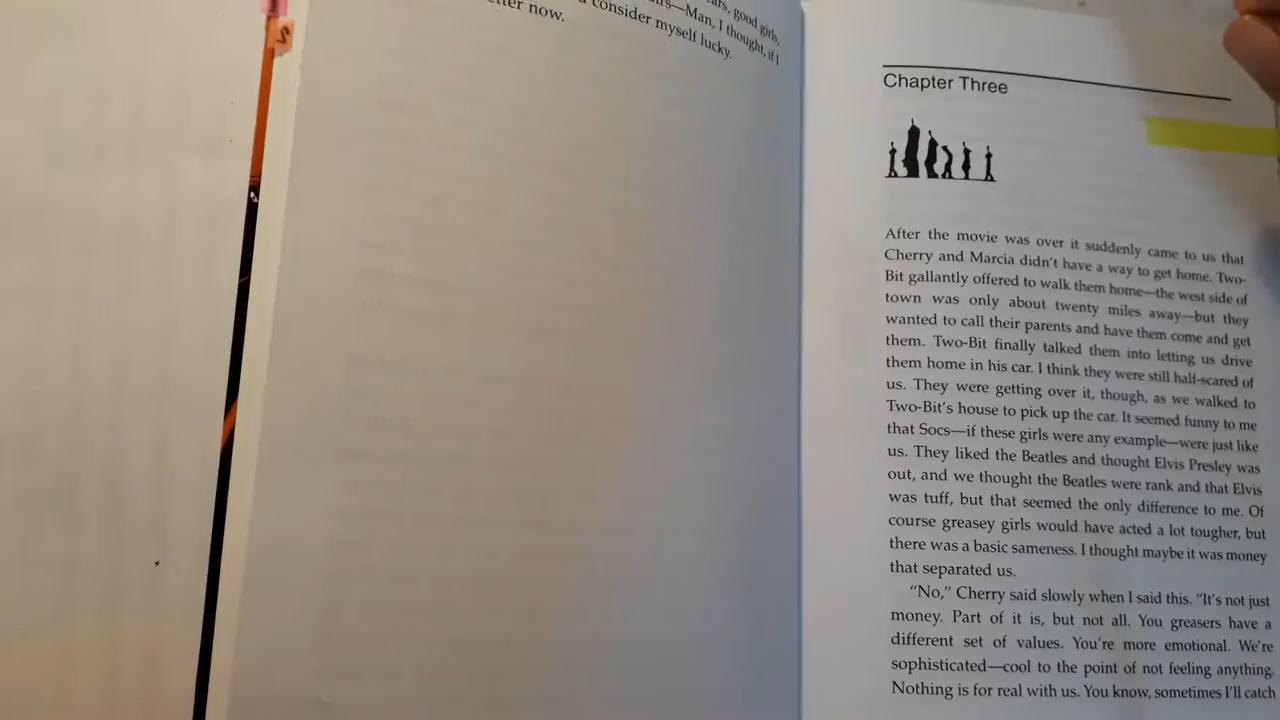 ars, good girls,
—Man, I thought, if I
consider myself lucky.
etter now.
2
Chapter Three
After the movie was over it suddenly came to us that
Cherry and Marcia didn't have a way to get home. Two-
Bit gallantly offered to walk them home—the west side of
town was only about twenty miles away—but they
wanted to call their parents and have them come and get
them. Two-Bit finally talked them into letting us drive
them home in his car. I think they were still half-scared of
us. They were getting over it, though, as we walked to
Two-Bit's house to pick up the car. It seemed funny to me
that Socs—if these girls were any example—were just like
us. They liked the Beatles and thought Elvis Presley was
out, and we thought the Beatles were rank and that Elvis
was tuff, but that seemed the only difference to me. Of
course greasey girls would have acted a lot tougher, but
there was a basic sameness. I thought maybe it was money
that separated us.
"No," Cherry said slowly when I said this. "It's not just
money. Part of it is, but not all. You greasers have a
different set of values. You're more emotional. We're
sophisticated—cool to the point of not feeling anything.
Nothing is for real with us. You know, sometimes I'll catch